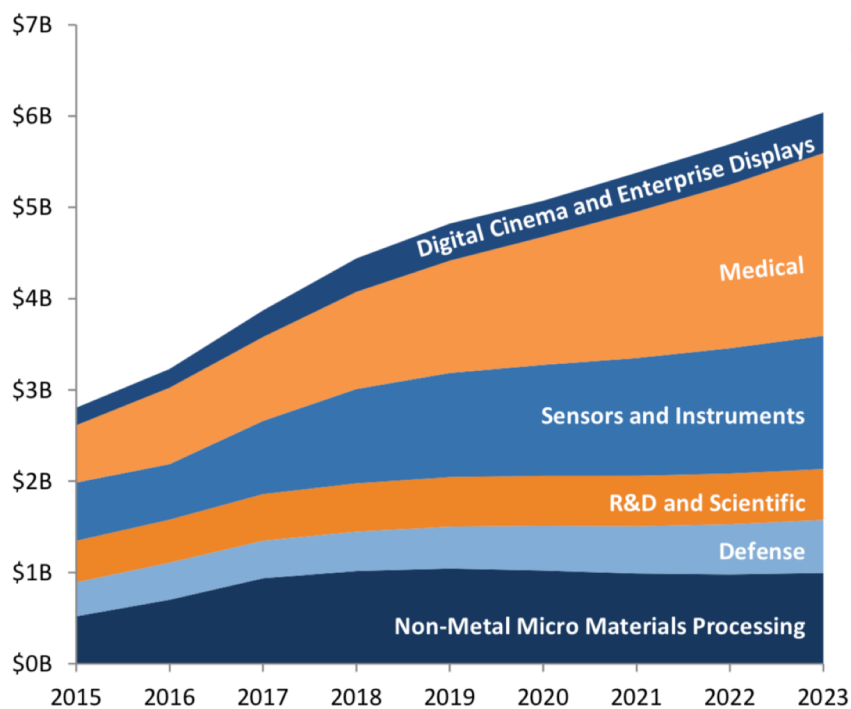 $7B
$6B
$5B
$4B
$3B
$2B
$1B
$0B
Digital Cinema and Enterprise Displays
Medical
Sensors and Instruments
R&D and Scientific
Defense
Non-Metal Micro Materials Processing
2015 2016 2017 2018 2019 2020 2021 2022 2023